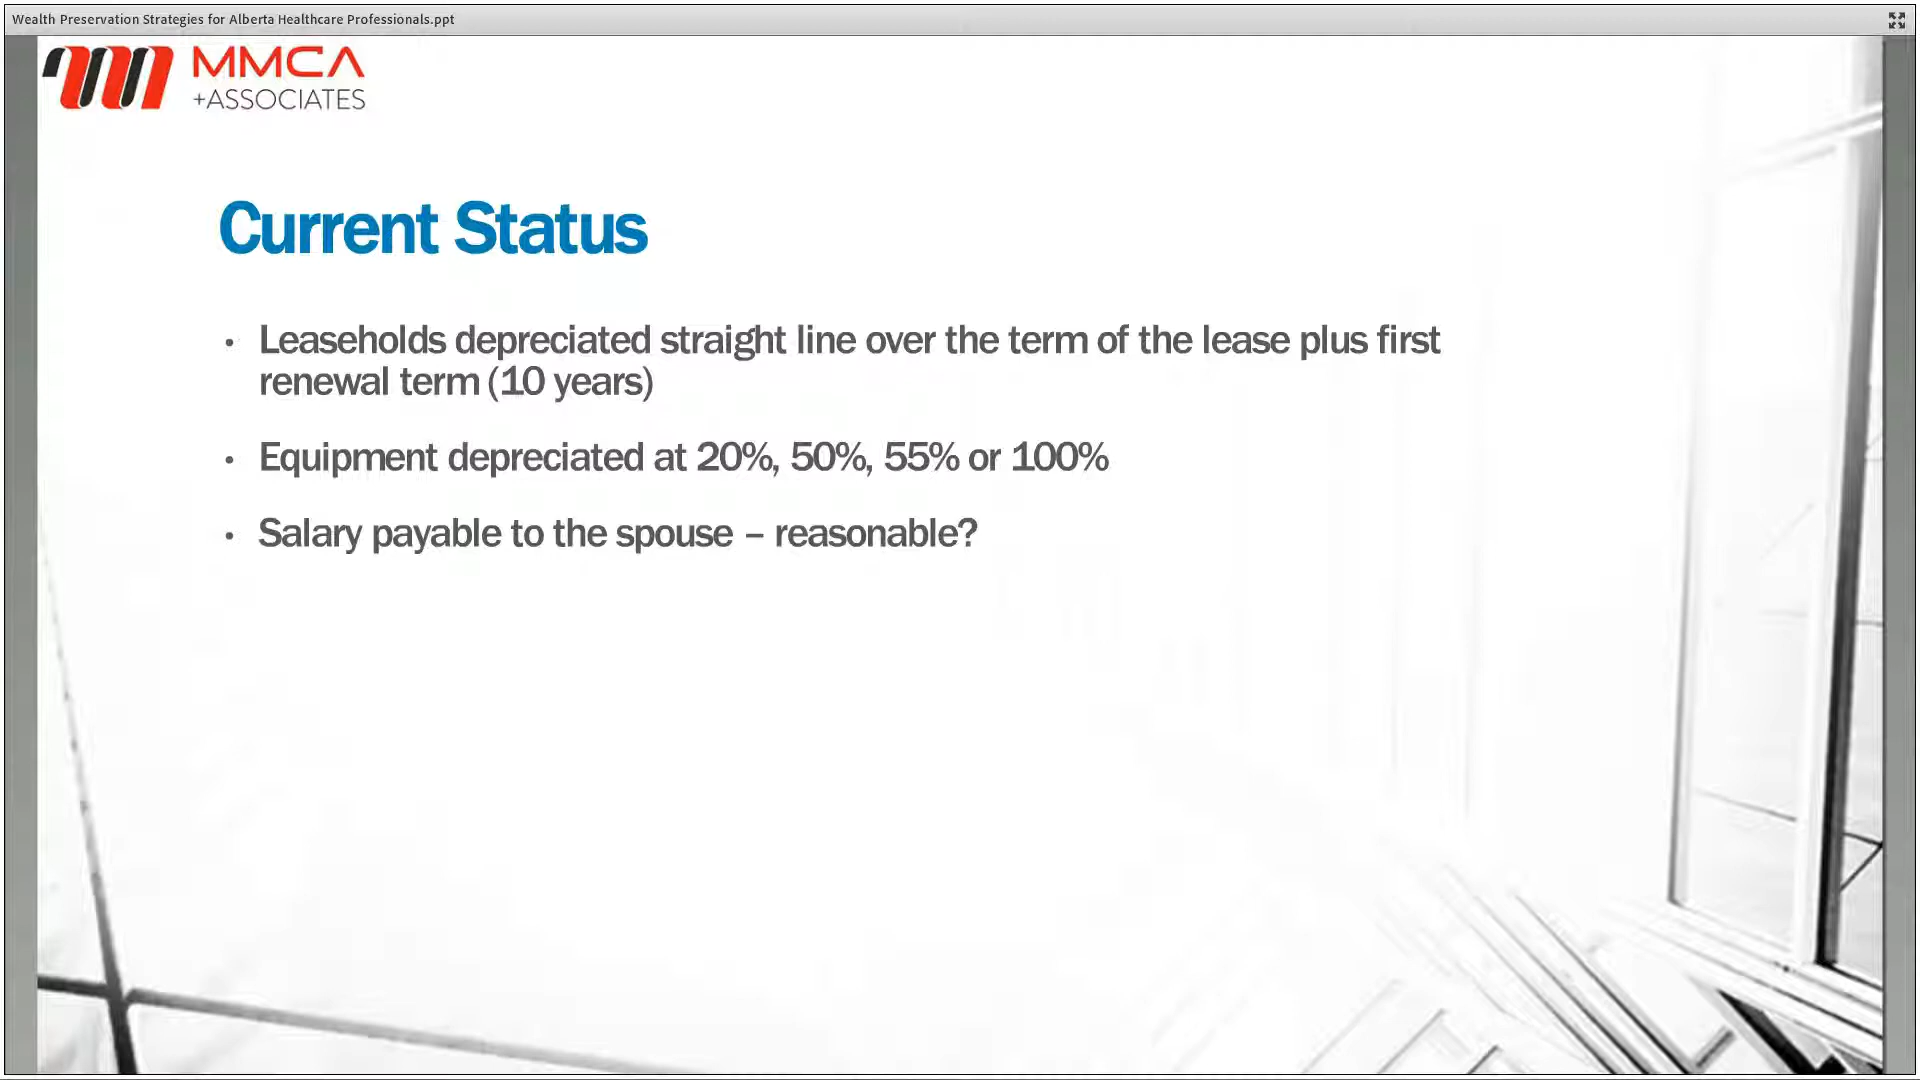 Wealth Preservation Strategies for Alberta Healthcare Professionals.ppt
MMCA
+ASSOCIATES
Current Status
• Leaseholds depreciated straight line over the term of the lease plus first
renewal term (10 years)
• Equipment depreciated at 20%, 50%, 55% or 100%
• Salary payable to the spouse – reasonable?